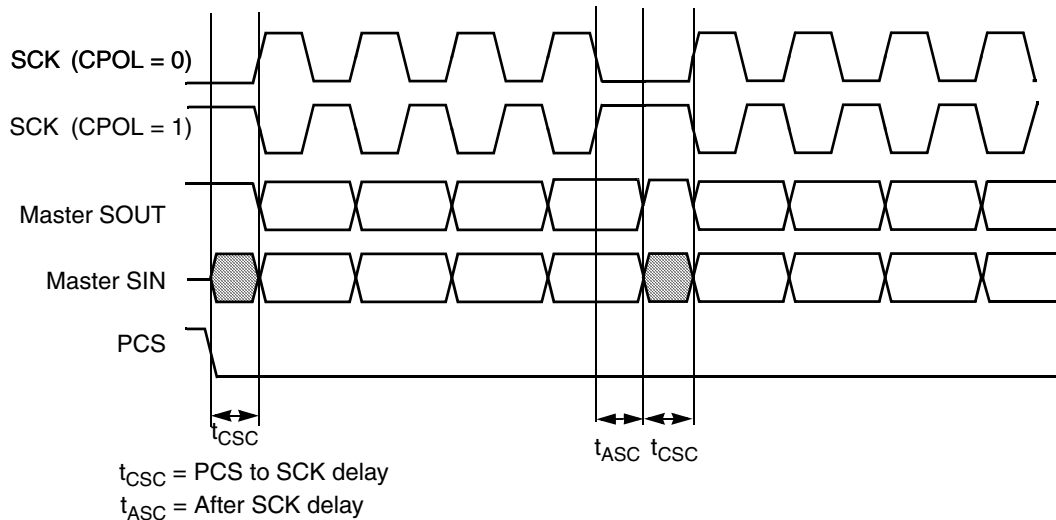 SCK (CPOL = 0)
SCK (CPOL = 1)
Master SOUT
Master SIN
PCS
tCSC
tASC
tCSC
tCSC = PCS to SCK delay
tASC = After SCK delay